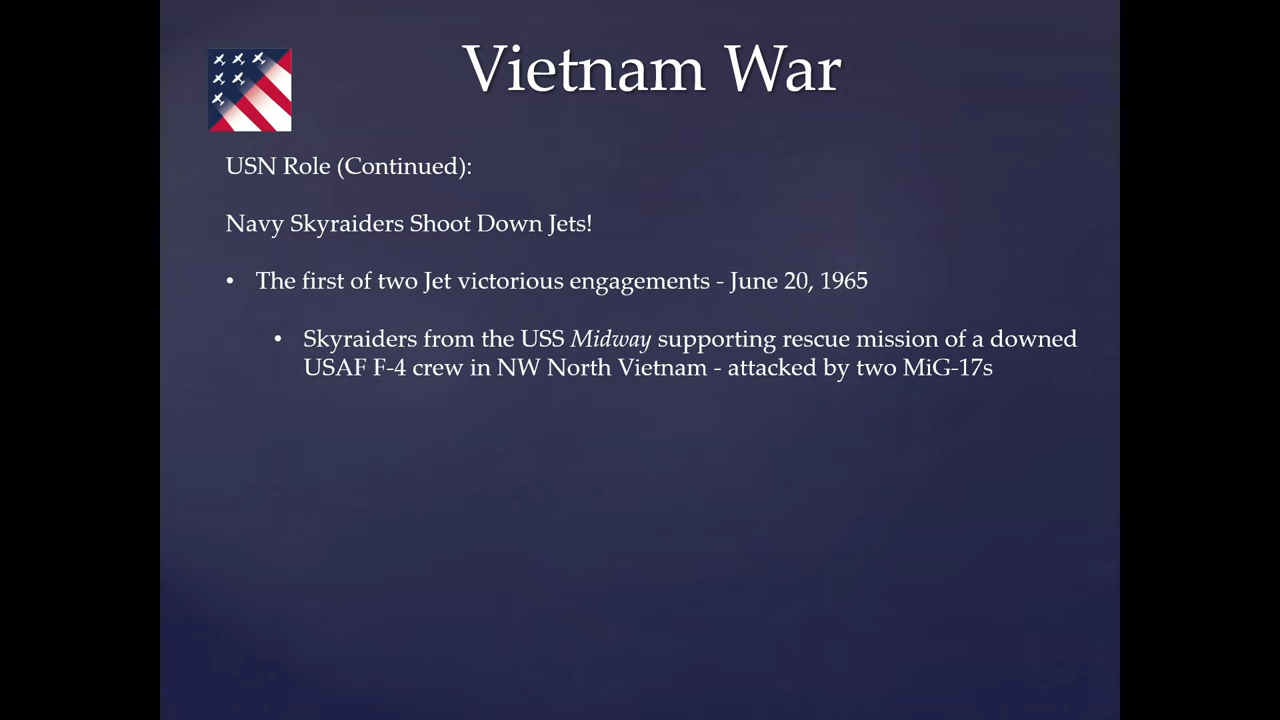 Vietnam War
USN Role (Continued):
Navy Skyraiders Shoot Down Jets!
• The first of two Jet victorious engagements - June 20, 1965
• Skyraiders from the USS Midway supporting rescue mission of a downed
USAF F-4 crew in NW North Vietnam - attacked by two MiG-17s